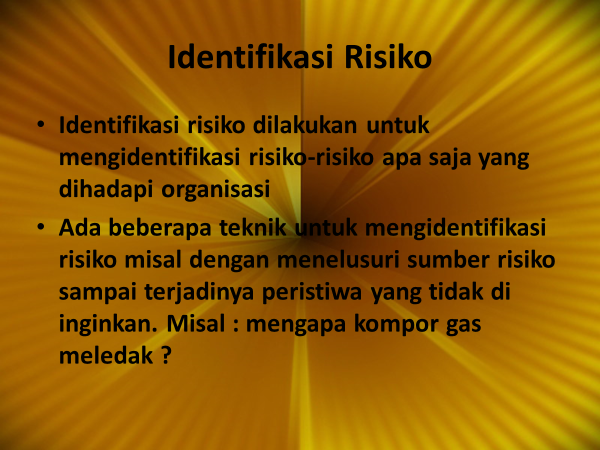 Identifikasi Risiko
• Identifikasi risiko dilakukan untuk
mengidentifikasi risiko-risiko apa saja yang
dihadapi organisasi
• Ada beberapa teknik untuk mengidentifikasi
risiko misal dengan menelusuri sumber risiko
sampai terjadinya peristiwa yang tidak di
inginkan. Misal : mengapa kompor gas
meledak ?